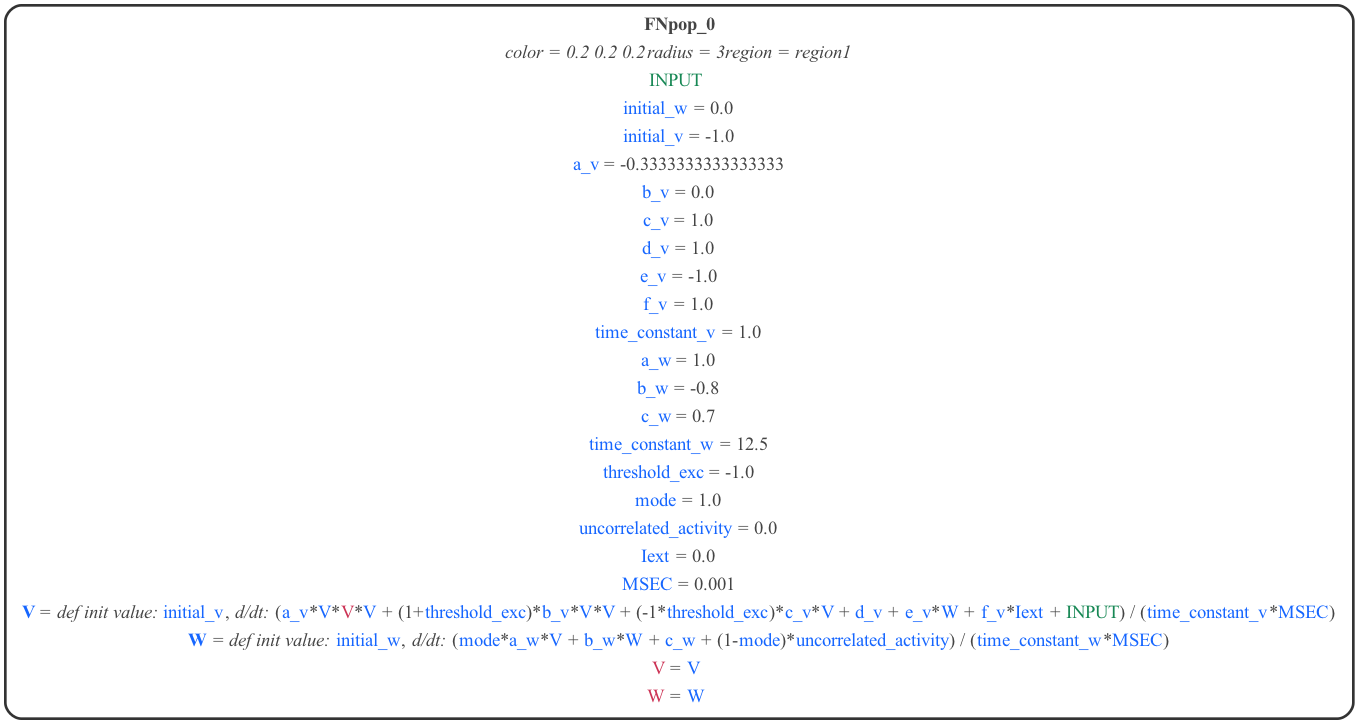 FNpop_0
color = 0.2 0.2 0.2radius = 3region = region1
INPUT
initial_w = 0.0
initial_v = -1.0
a_v = -0.3333333333333333
b_v = 0.0
c_v = 1.0
d_v = 1.0
e_v = -1.0
f_v = 1.0
time_constant_v = 1.0
a_w = 1.0
b_w = -0.8
c_w = 0.7
time_constant_w = 12.5
threshold_exc = -1.0
mode = 1.0
uncorrelated_activity = 0.0
Iext = 0.0
MSEC = 0.001
V = def init value: initial_v, d/dt: (a_v*V*V*V + (1+threshold_exc)*b_v*V*V + (-1*threshold_exc)*c_v*V + d_v + e_v*W + f_v*Iext + INPUT) / (time_constant_v*MSEC)
W = def init value: initial_w, d/dt: (mode*a_w*V + b_w*W + c_w + (1-mode)*uncorrelated_activity) / (time_constant_w*MSEC)
V = V
W = W